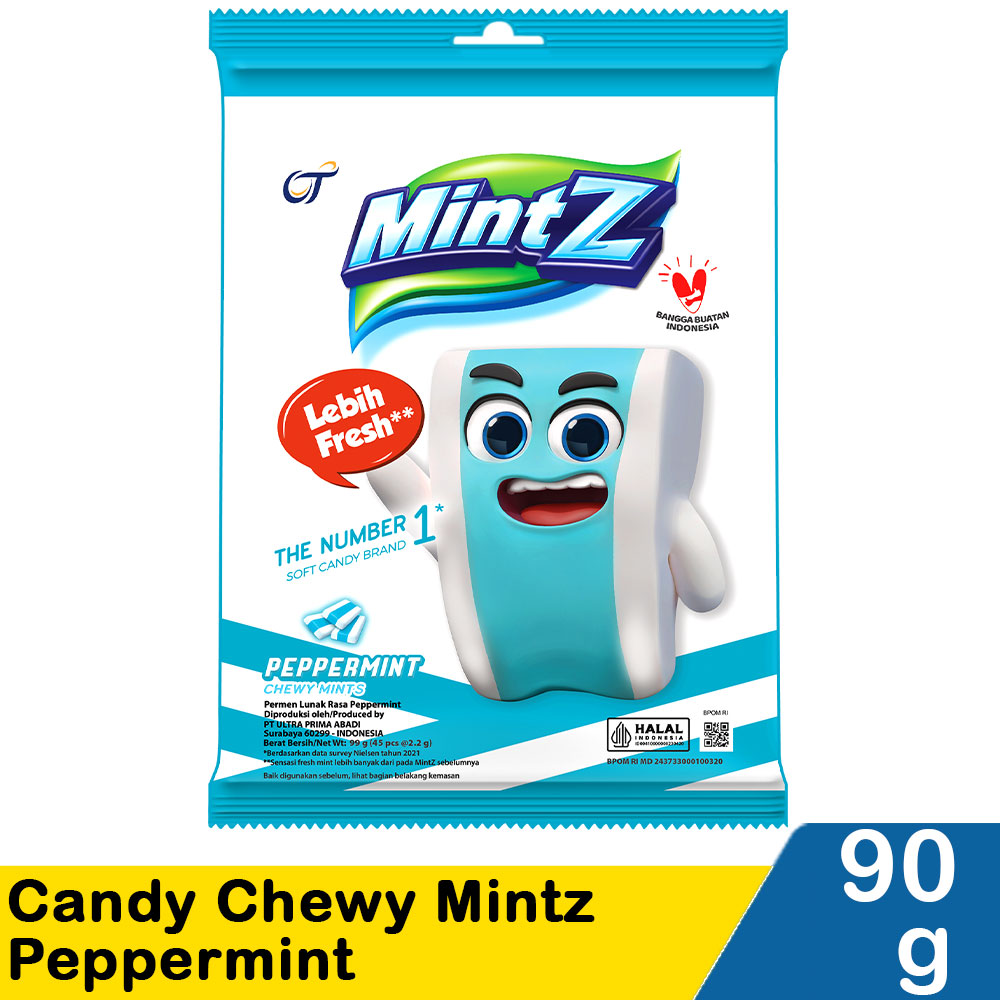 OT
MintZ
BANGGA BUATAN
INDONESIA
Lebih
Fresh**
THE NUMBER 1*
SOFT CANDY BRAND
PEPPERMINT
CHEWY MINTS
Permen Lunak Rasa Peppermint
Diproduksi oleh/Produced by
PT ULTRA PRIMA ABADI
Surabaya 60299 - INDONESIA
Berat Bersih/Net Wt: 99 g (45 pcs @2.2 g)
*Berdasarkan data survey Nielsen tahun 2021
**Sensasi fresh mint lebih banyak dari pada MintZ sebelumnya
Baik digunakan sebelum, lihat bagian belakang kemasan
BPOM RI
HALAL
INDONESIA
BPOM RI MD 243733000100320
90
g
Candy Chewy Mintz
Peppermint